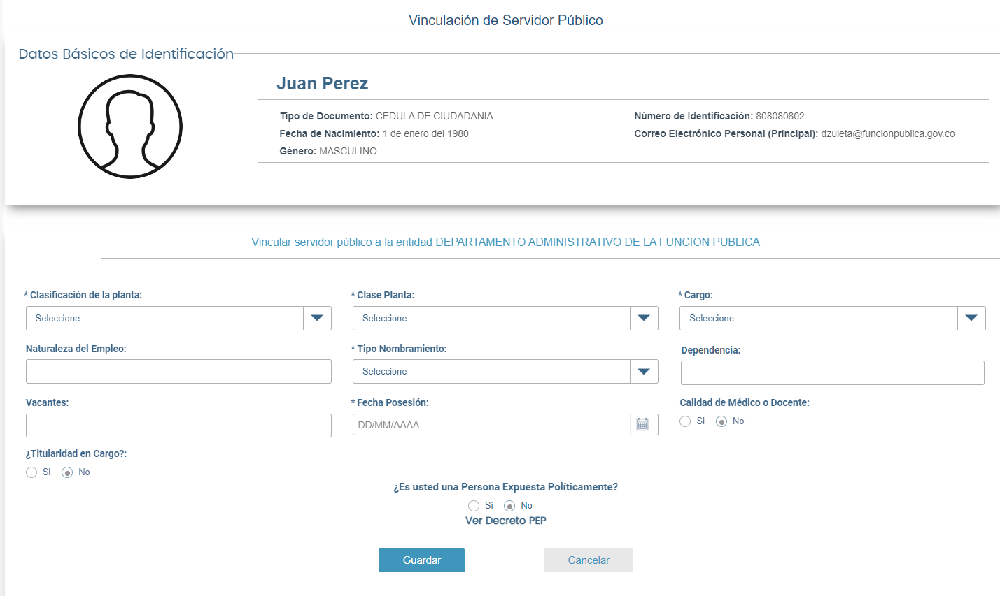 Vinculación de Servidor Público
Datos Básicos de Identificación
Juan Perez
Tipo de Documento: CEDULA DE CIUDADANIA
Número de Identificación: 808080802
Fecha de Nacimiento: 1 de enero del 1980
Correo Electrónico Personal (Principal): dzuleta@funcionpublica.gov.co
Género: MASCULINO
Vincular servidor público a la entidad DEPARTAMENTO ADMINISTRATIVO DE LA FUNCION PUBLICA
* Clasificación de la planta:
* Clase Planta:
* Cargo:
Seleccione
Seleccione
Seleccione
Naturaleza del Empleo:
* Tipo Nombramiento:
Dependencia:
Seleccione
Vacantes:
* Fecha Posesión:
Calidad de Médico o Docente:
DD/MM/AAAA
Si No
¿Titularidad en Cargo?:
Si No
¿Es usted una Persona Expuesta Políticamente?
Si No
Ver Decreto PEP
Guardar
Cancelar